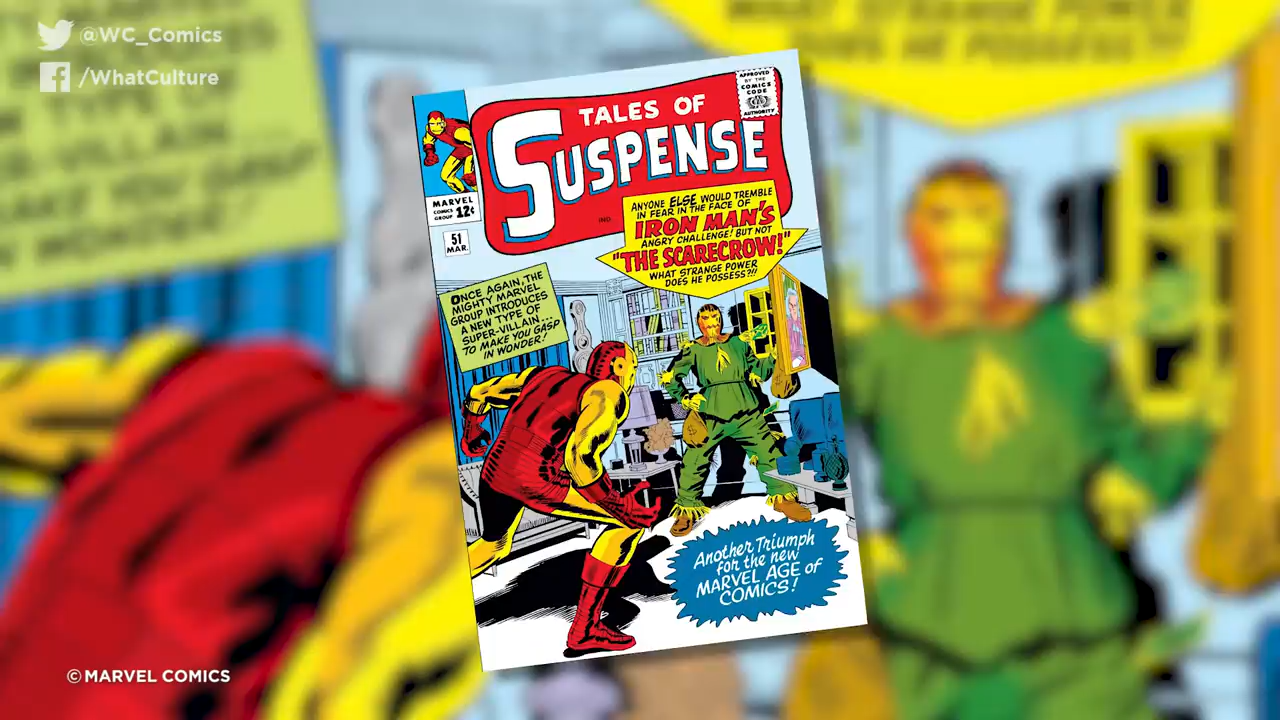 @WC_Comics
/WhatCulture
APPROVED
BY THE
COMICS
CODE
AUTHORITY
TALES OF
SUSPENSE
MARVEL
COMICS
GROUP 12¢
51
MAR.
IND.
ANYONE ELSE WOULD TREMBLE
IN FEAR IN THE FACE OF
IRON MAN'S
ANGRY CHALLENGE! BUT NOT
"THE SCARECROW!"
WHAT STRANGE POWER
DOES HE POSSESS?!!
ONCE AGAIN, THE
MIGHTY MARVEL
GROUP INTRODUCES
A NEW TYPE OF
SUPER-VILLAIN...
TO MAKE YOU GASP
IN WONDER!
Another Triumph
for the new
MARVEL AGE of
COMICS!
© MARVEL COMICS